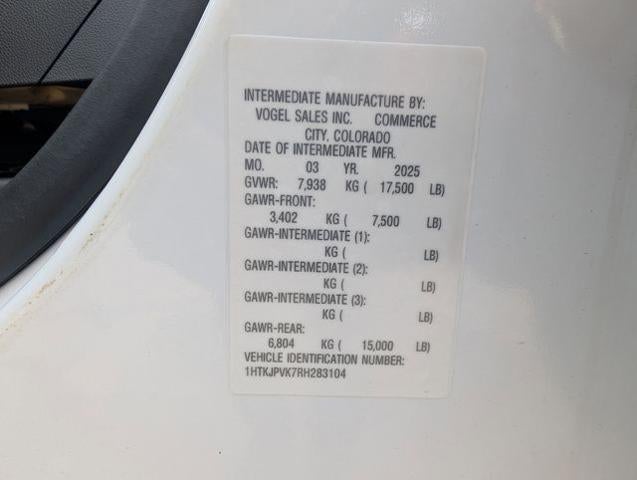 INTERMEDIATE MANUFACTURE BY:
VOGEL SALES INC. COMMERCE
CITY, COLORADO
DATE OF INTERMEDIATE MFR.
MO. 03 YR. 2025
GVWR: 7,938 KG ( 17,500 LB)
GAWR-FRONT:
3,402 KG ( 7,500 LB)
GAWR-INTERMEDIATE (1):
KG ( LB)
GAWR-INTERMEDIATE (2):
KG ( LB)
GAWR-INTERMEDIATE (3):
KG ( LB)
GAWR-REAR:
6,804 KG ( 15,000 LB)
VEHICLE IDENTIFICATION NUMBER:
1HTKJPVK7RH283104